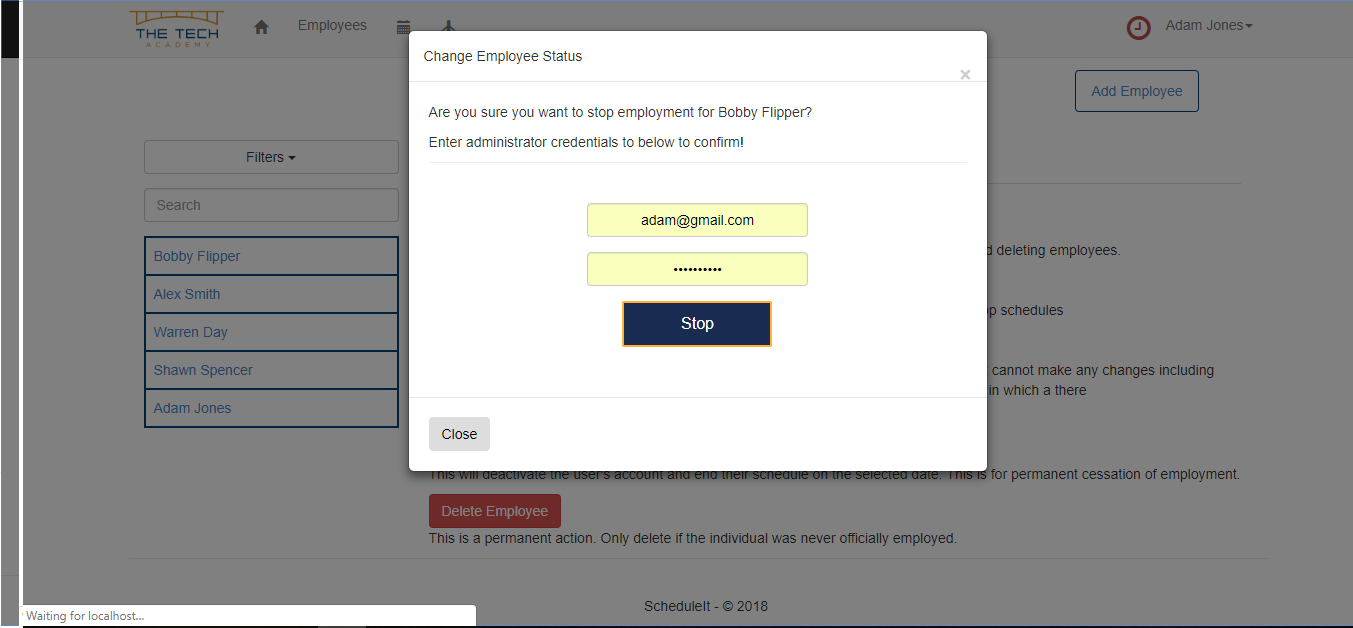 THE TECH
ACADEMY
Employees
Adam Jones
Change Employee Status
×
Add Employee
Are you sure you want to stop employment for Bobby Flipper?
Enter administrator credentials to below to confirm!
Filters
Search
adam@gmail.com
••••••••••
Stop
Close
Bobby Flipper
Alex Smith
Warren Day
Shawn Spencer
Adam Jones
d deleting employees.
p schedules
cannot make any changes including
in which a there
This will deactivate the user's account and end their schedule on the selected date. This is for permanent cessation of employment.
Delete Employee
This is a permanent action. Only delete if the individual was never officially employed.
ScheduleIt - © 2018
Waiting for localhost...